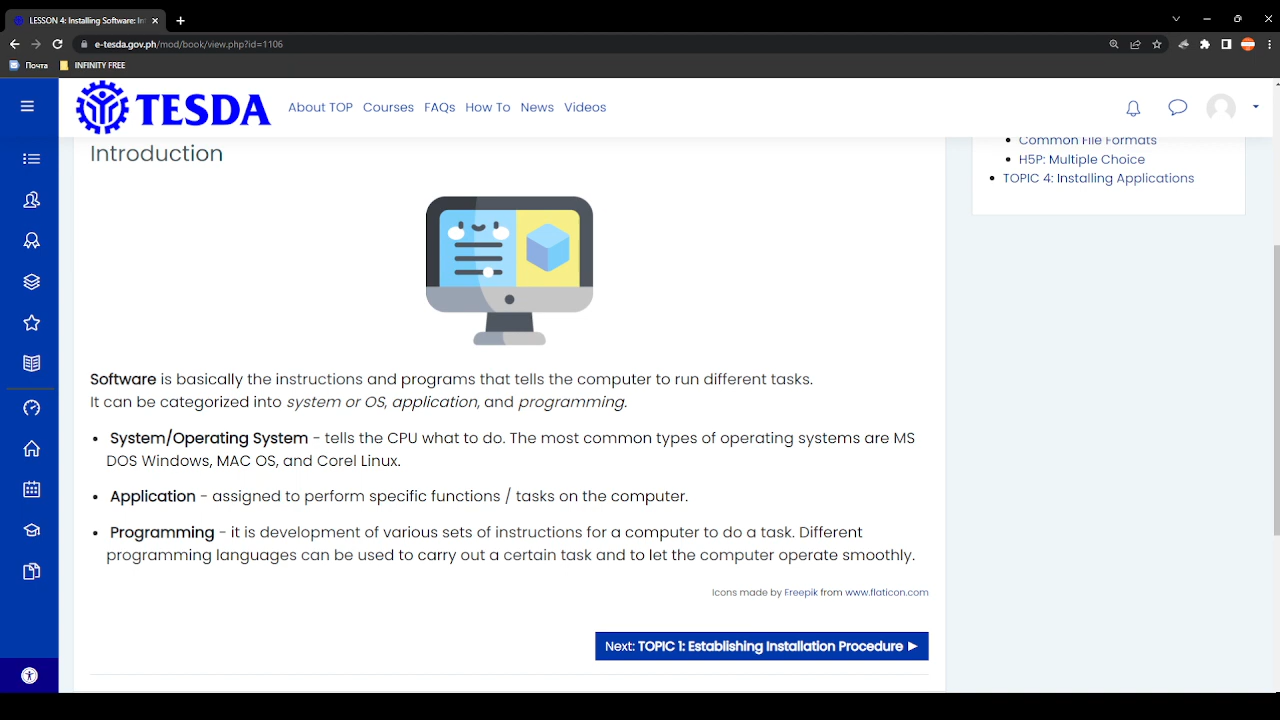 LESSON 4: Installing Software: In
e-tesda.gov.ph/mod/book/view.php?id=1106
Почта
INFINITY FREE
TESDA
About TOP Courses FAQs How To News Videos
Introduction
Common File Formats
H5P: Multiple Choice
TOPIC 4: Installing Applications
Software is basically the instructions and programs that tells the computer to run different tasks.
It can be categorized into system or OS, application, and programming.
• System/Operating System - tells the CPU what to do. The most common types of operating systems are MS
DOS Windows, MAC OS, and Corel Linux.
• Application - assigned to perform specific functions / tasks on the computer.
• Programming - it is development of various sets of instructions for a computer to do a task. Different
programming languages can be used to carry out a certain task and to let the computer operate smoothly.
Icons made by Freepik from www.flaticon.com
Next: TOPIC 1: Establishing Installation Procedure ▶